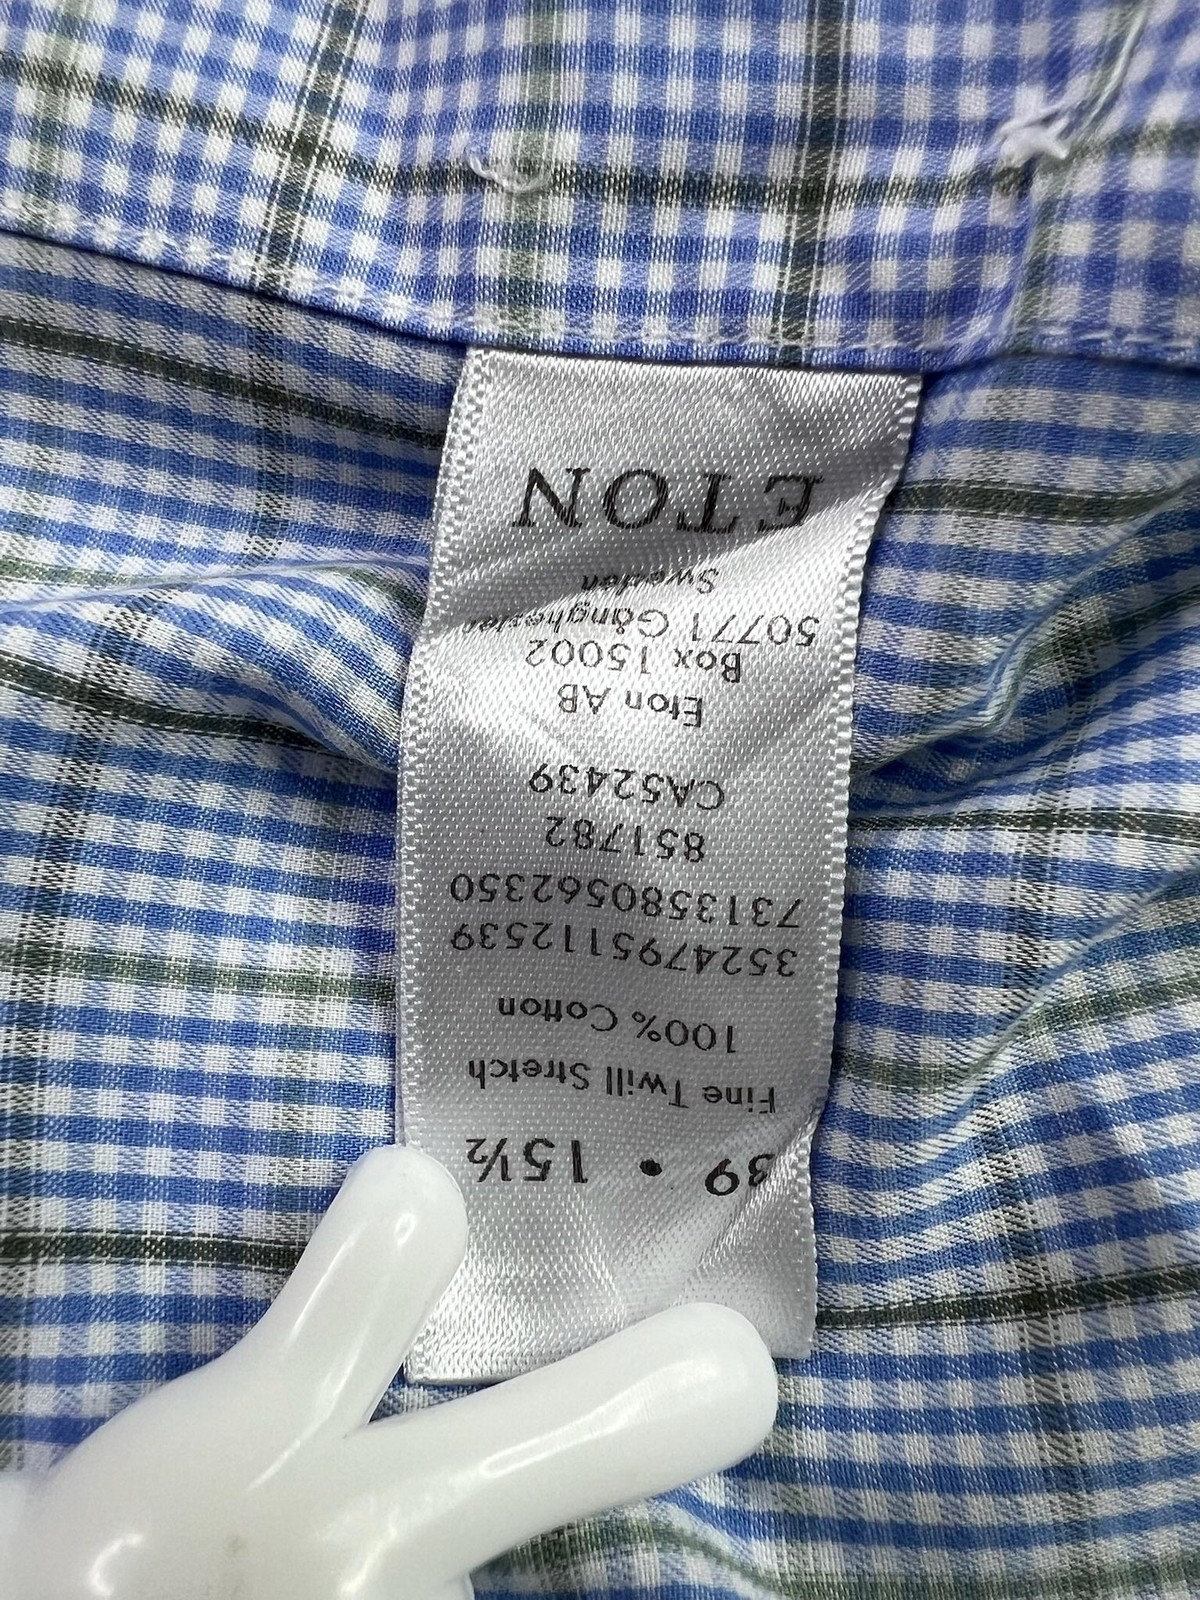 39 • 15½
Fine Twill Stretch
100% Cotton
3524795112539
7313580562350
851782
CA52439
Eton AB
Box 15002
50771 Gånghester
Sweden
ETON